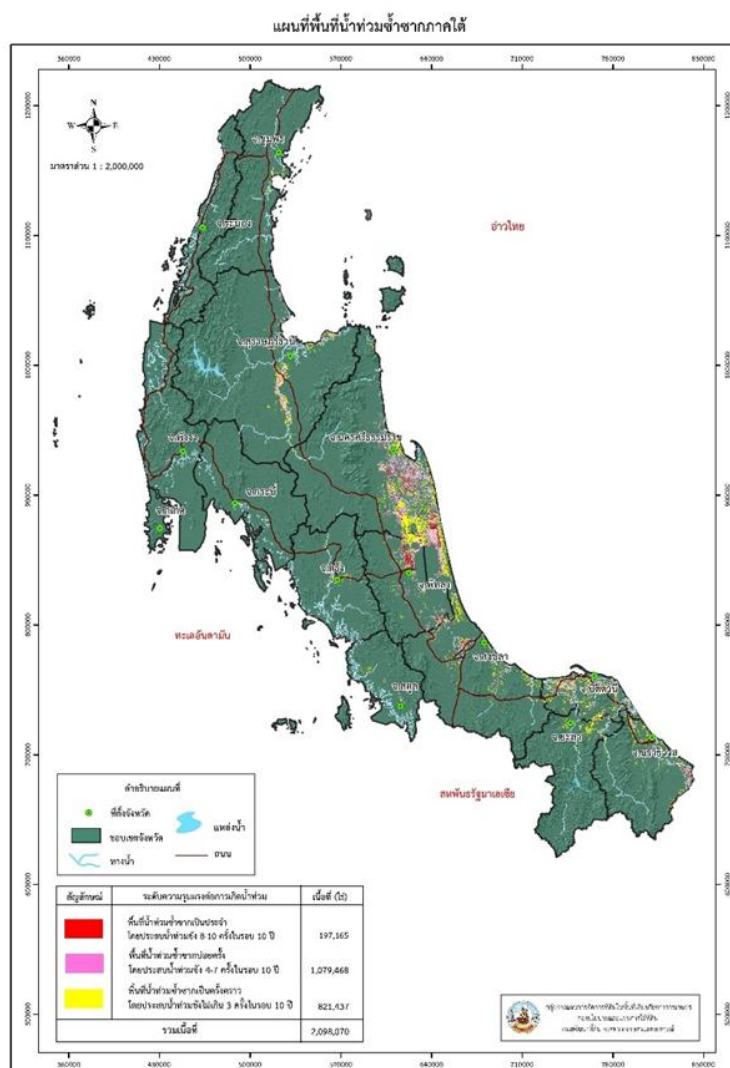 แผนที่พื้นที่น้ำท่วมซ้ำซากภาคใต้
360000 430000 500000 570000 640000 710000 780000 850000
N
W E
S
มาตราส่วน 1 : 2,000,000
1200000
1100000
1000000
900000
800000
700000
600000
500000
จ.ชุมพร
จ.ระนอง
อ่าวไทย
จ.สุราษฎร์ธานี
จ.นครศรีธรรมราช
จ.พังงา
จ.กระบี่
จ.ภูเก็ต
จ.ตรัง
จ.พัทลุง
ทะเลอันดามัน
จ.สงขลา
จ.สตูล
จ.ปัตตานี
จ.ยะลา
จ.นราธิวาส
สหพันธรัฐมาเลเซีย
คำอธิบายแผนที่
ที่ตั้งจังหวัด
แหล่งน้ำ
ขอบเขตจังหวัด
ทางน้ำ
ถนน
สัญลักษณ์ ระดับความรุนแรงต่อการเกิดน้ำท่วม เนื้อที่ (ไร่)
พื้นที่น้ำท่วมซ้ำซากเป็นประจำ
โดยประสบน้ำท่วมขัง 8-10 ครั้งในรอบ 10 ปี 197,165
พื้นที่น้ำท่วมซ้ำซากบ่อยครั้ง
โดยประสบน้ำท่วมขัง 4-7 ครั้งในรอบ 10 ปี 1,079,468
พื้นที่น้ำท่วมซ้ำซากเป็นครั้งคราว
โดยประสบน้ำท่วมขังไม่เกิน 3 ครั้งในรอบ 10 ปี 821,437
รวมเนื้อที่ 2,098,070
360000 430000 500000 570000 640000 710000 780000 850000